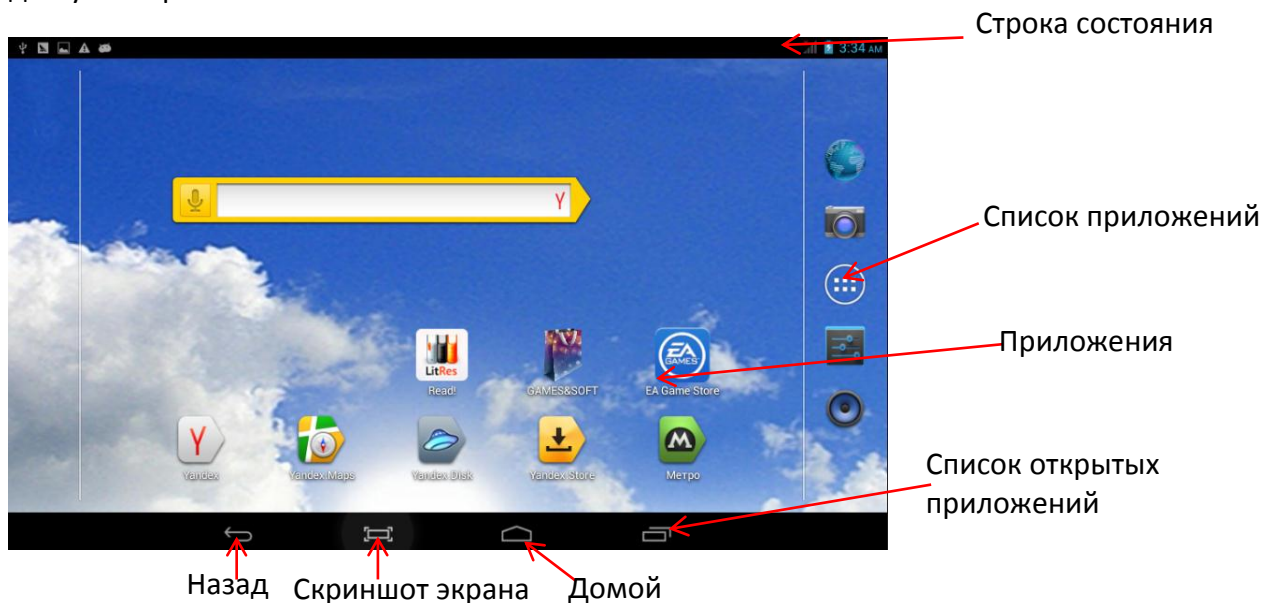 Строка состояния
3:34 AM
Y
Список приложений
Приложения
LitRes
EA GAMES
Read!
GAMES&SOFT
EA Game Store
Y
M
Yandex
Yandex.Maps
Yandex.Disk
Yandex.Store
Метро
Список открытых
приложений
Назад
Скриншот экрана
Домой